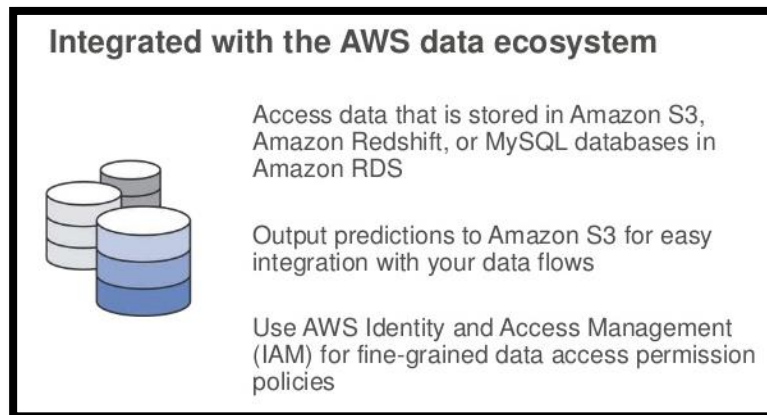 Integrated with the AWS data ecosystem
Access data that is stored in Amazon S3,
Amazon Redshift, or MySQL databases in
Amazon RDS
Output predictions to Amazon S3 for easy
integration with your data flows
Use AWS Identity and Access Management
(IAM) for fine-grained data access permission
policies